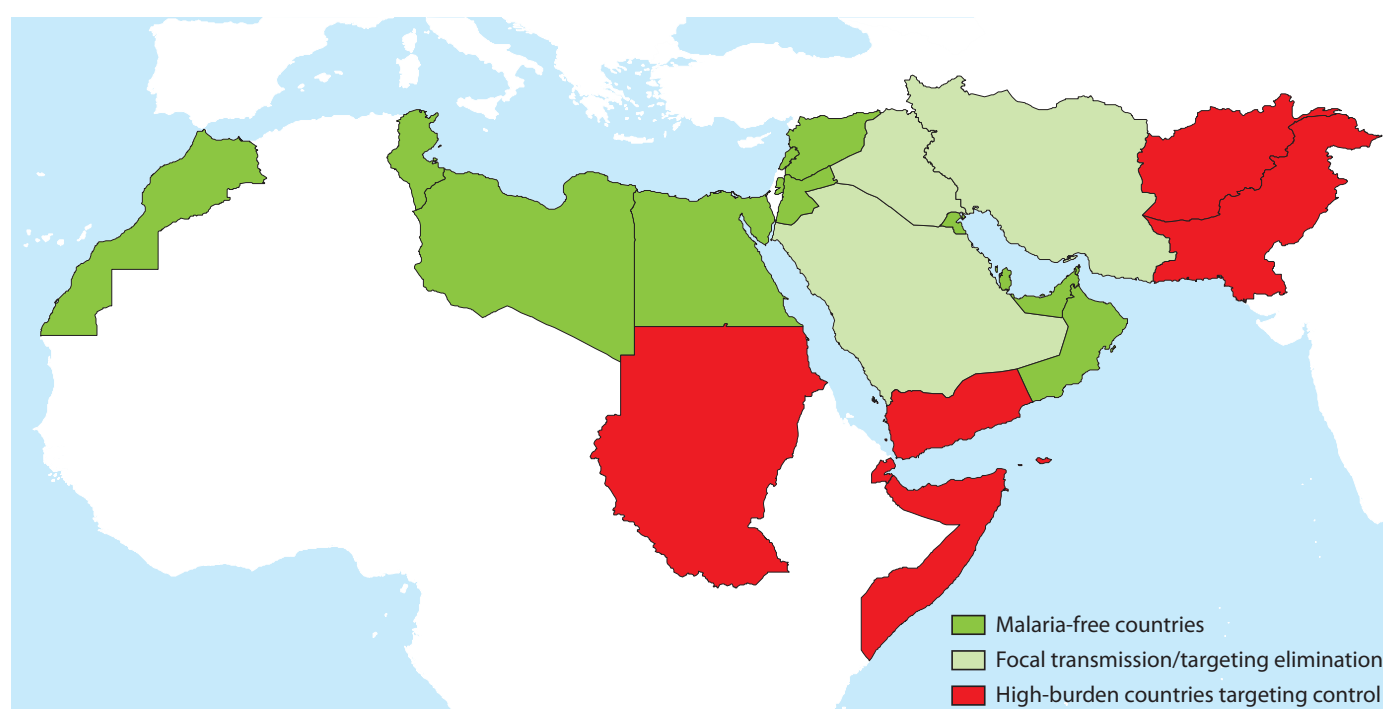 Malaria-free countries
Focal transmission/targeting elimination
High-burden countries targeting control